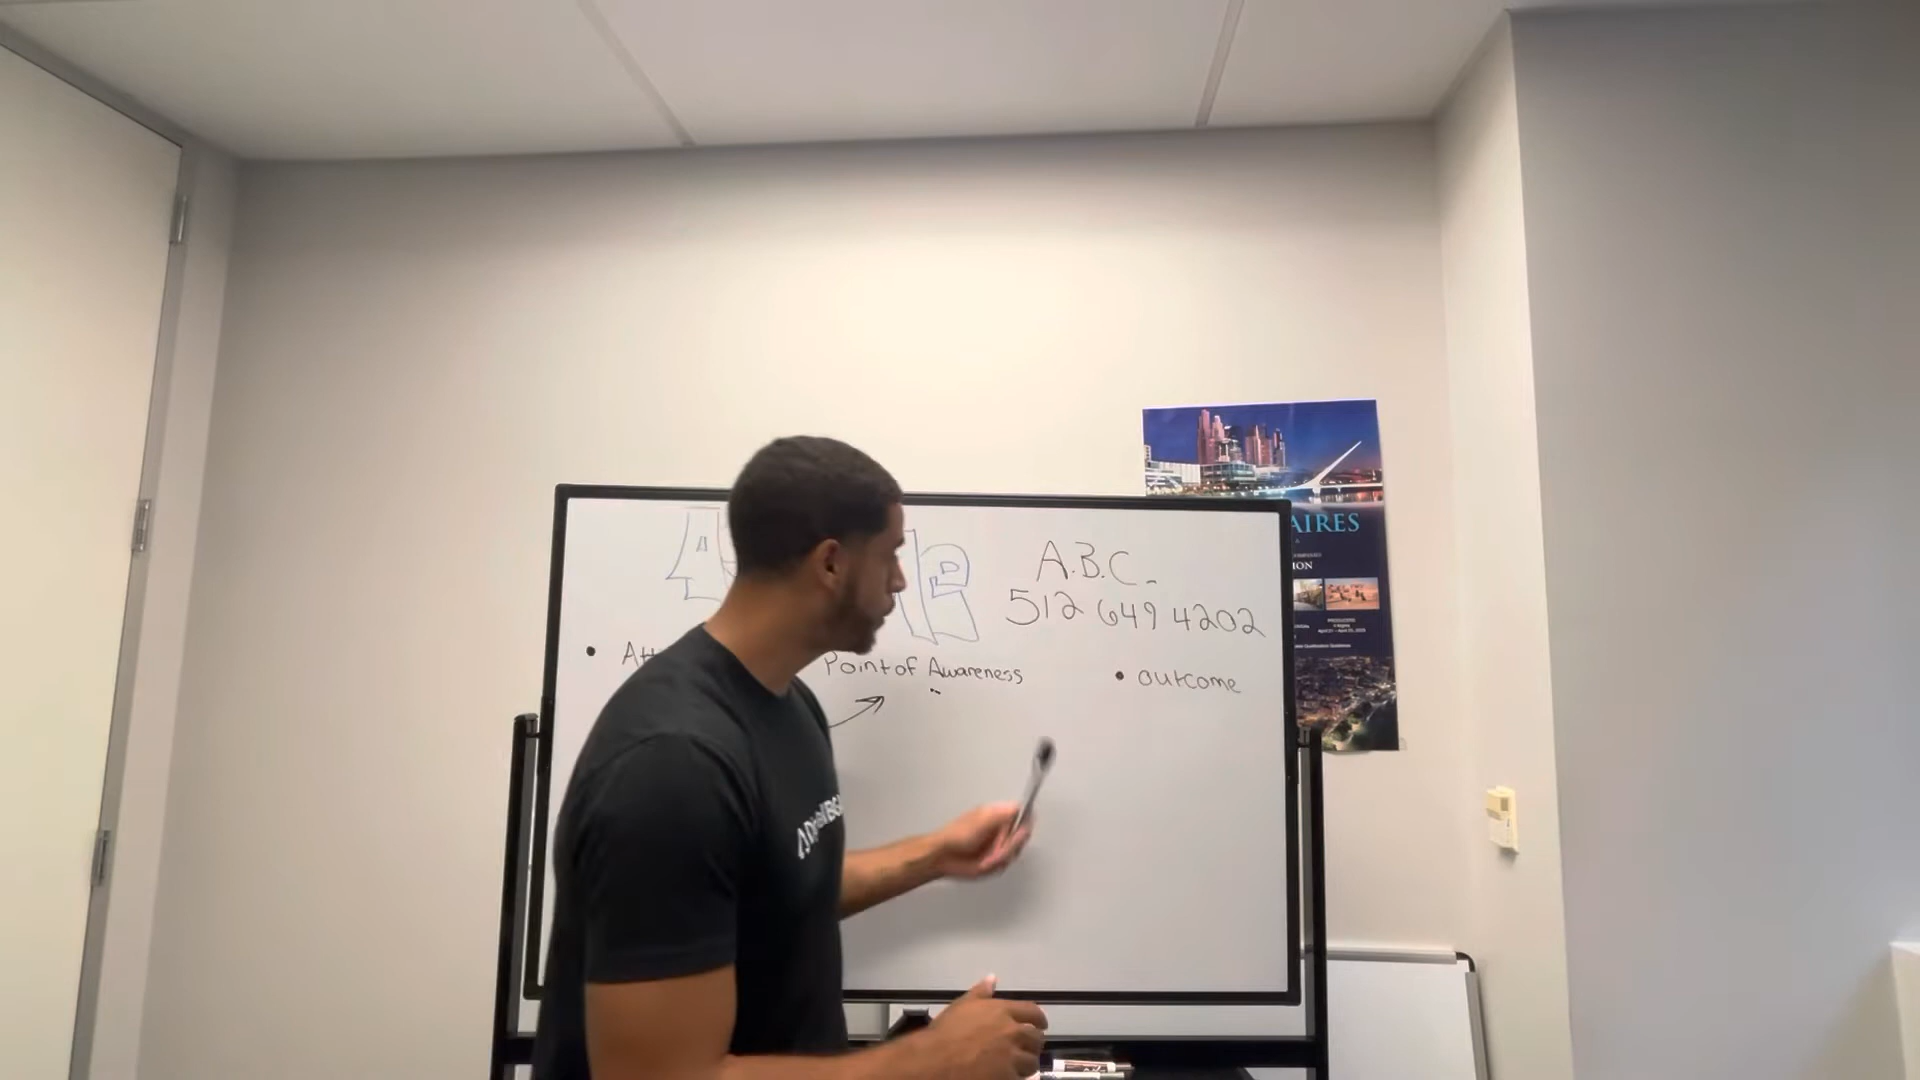 A.B.C.
512 649 4202
• Att
Point of Awareness
• outcome
AIRES
ION